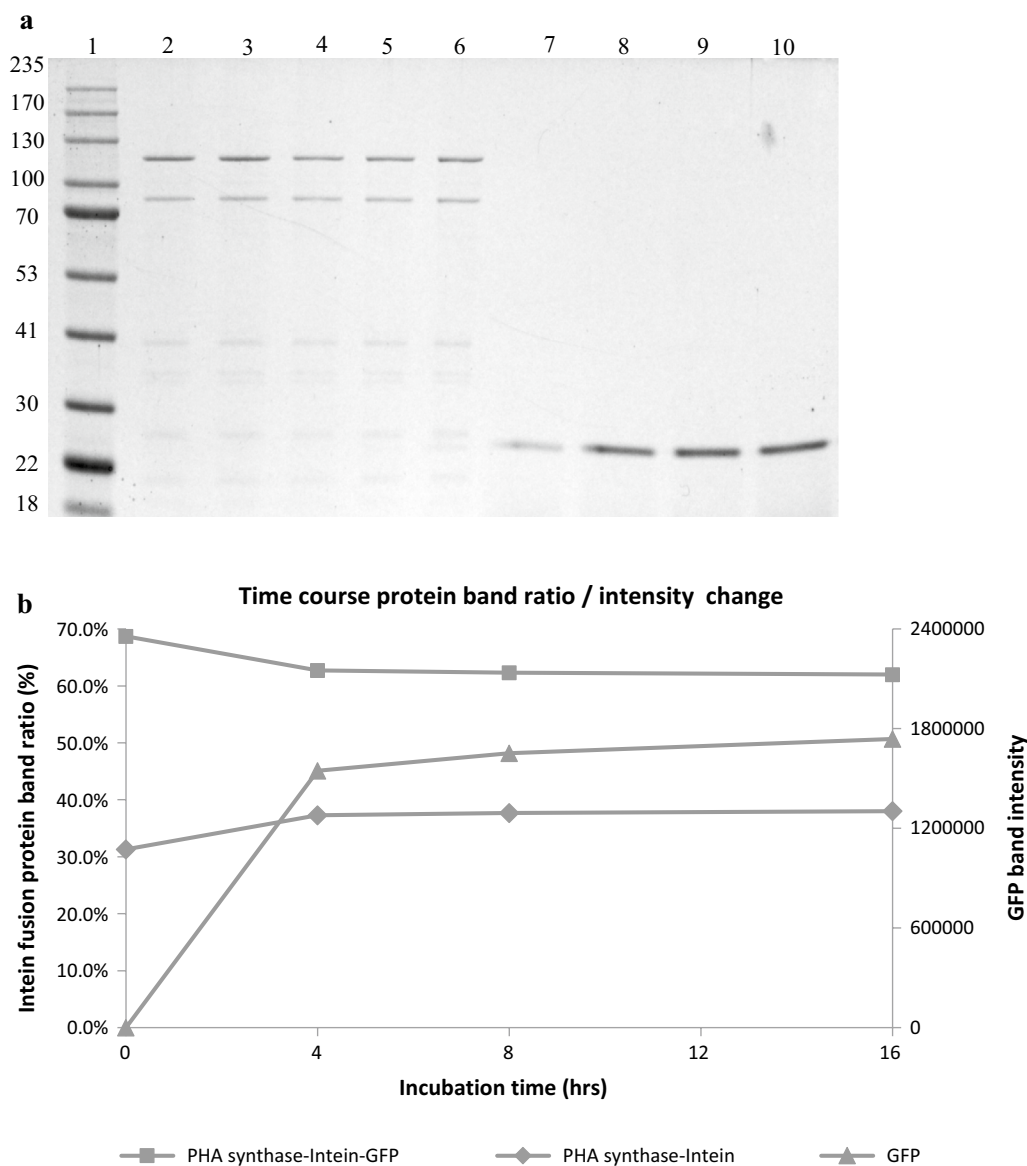 a
1 2 3 4 5 6 7 8 9 10
235
170
130
100
70
53
41
30
22
18
b
Time course protein band ratio / intensity change
Intein fusion protein band ratio (%)
70.0%
60.0%
50.0%
40.0%
30.0%
20.0%
10.0%
0.0%
2400000
1800000
1200000
600000
0
GFP band intensity
0 4 8 12 16
Incubation time (hrs)
PHA synthase-Intein-GFP PHA synthase-Intein GFP